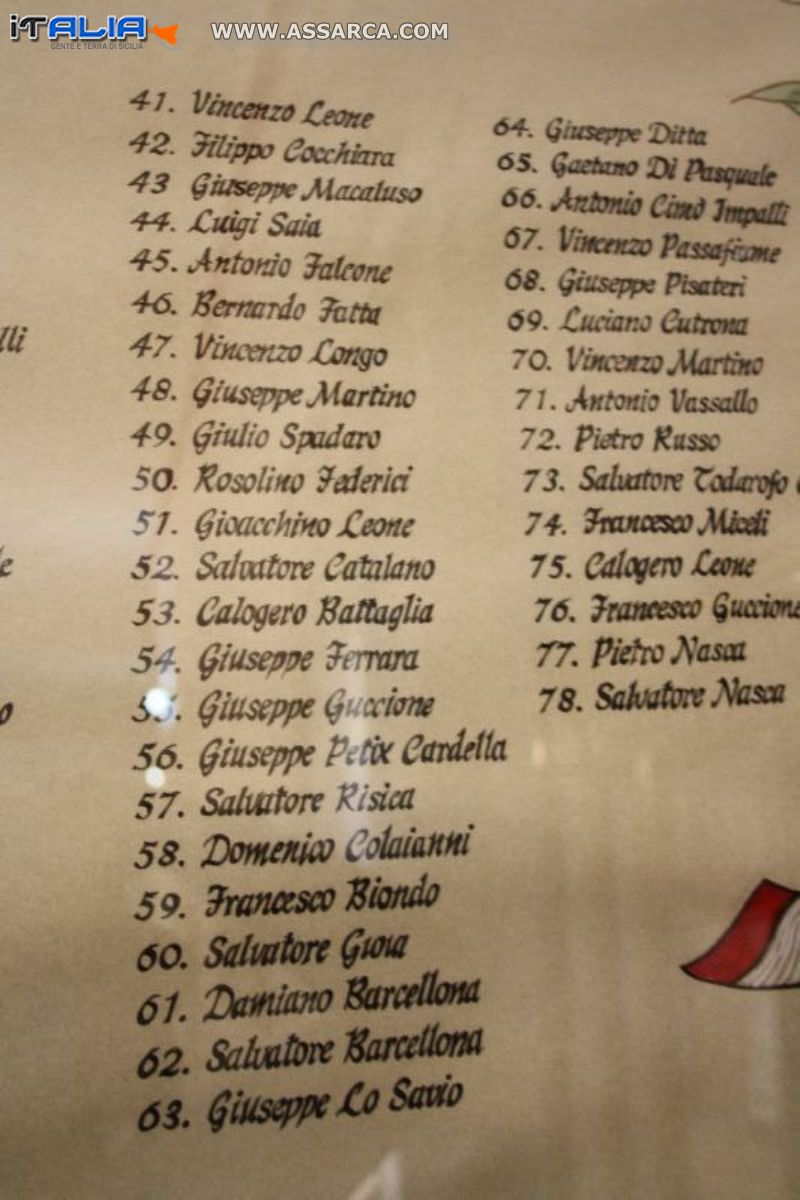 iTALIA
GENTE E TERRA DI SICILIA
WWW.ASSARCA.COM
41. Vincenzo Leone
42. Filippo Cocchiara
43 Giuseppe Macaluso
44. Luigi Saia
45. Antonio Falcone
46. Bernardo Fatta
47. Vincenzo Longo
48. Giuseppe Martino
49. Giulio Spadaro
50. Rosolino Federici
51. Gioacchino Leone
52. Salvatore Catalano
53. Calogero Battaglia
54. Giuseppe Ferrara
55. Giuseppe Guccione
56. Giuseppe Petix Cardella
57. Salvatore Risica
58. Domenico Colaianni
59. Francesco Biondo
60. Salvatore Gioia
61. Damiano Barcellona
62. Salvatore Barcellona
63. Giuseppe Lo Savio
64. Giuseppe Ditta
65. Gaetano Di Pasquale
66. Antonio Cimò Impalli
67. Vincenzo Passafiume
68. Giuseppe Pisateri
69. Luciano Cutrona
70. Vincenzo Martino
71. Antonio Vassallo
72. Pietro Russo
73. Salvatore Todarofo
74. Francesco Miceli
75. Calogero Leone
76. Francesco Guccione
77. Pietro Nasca
78. Salvatore Nasca